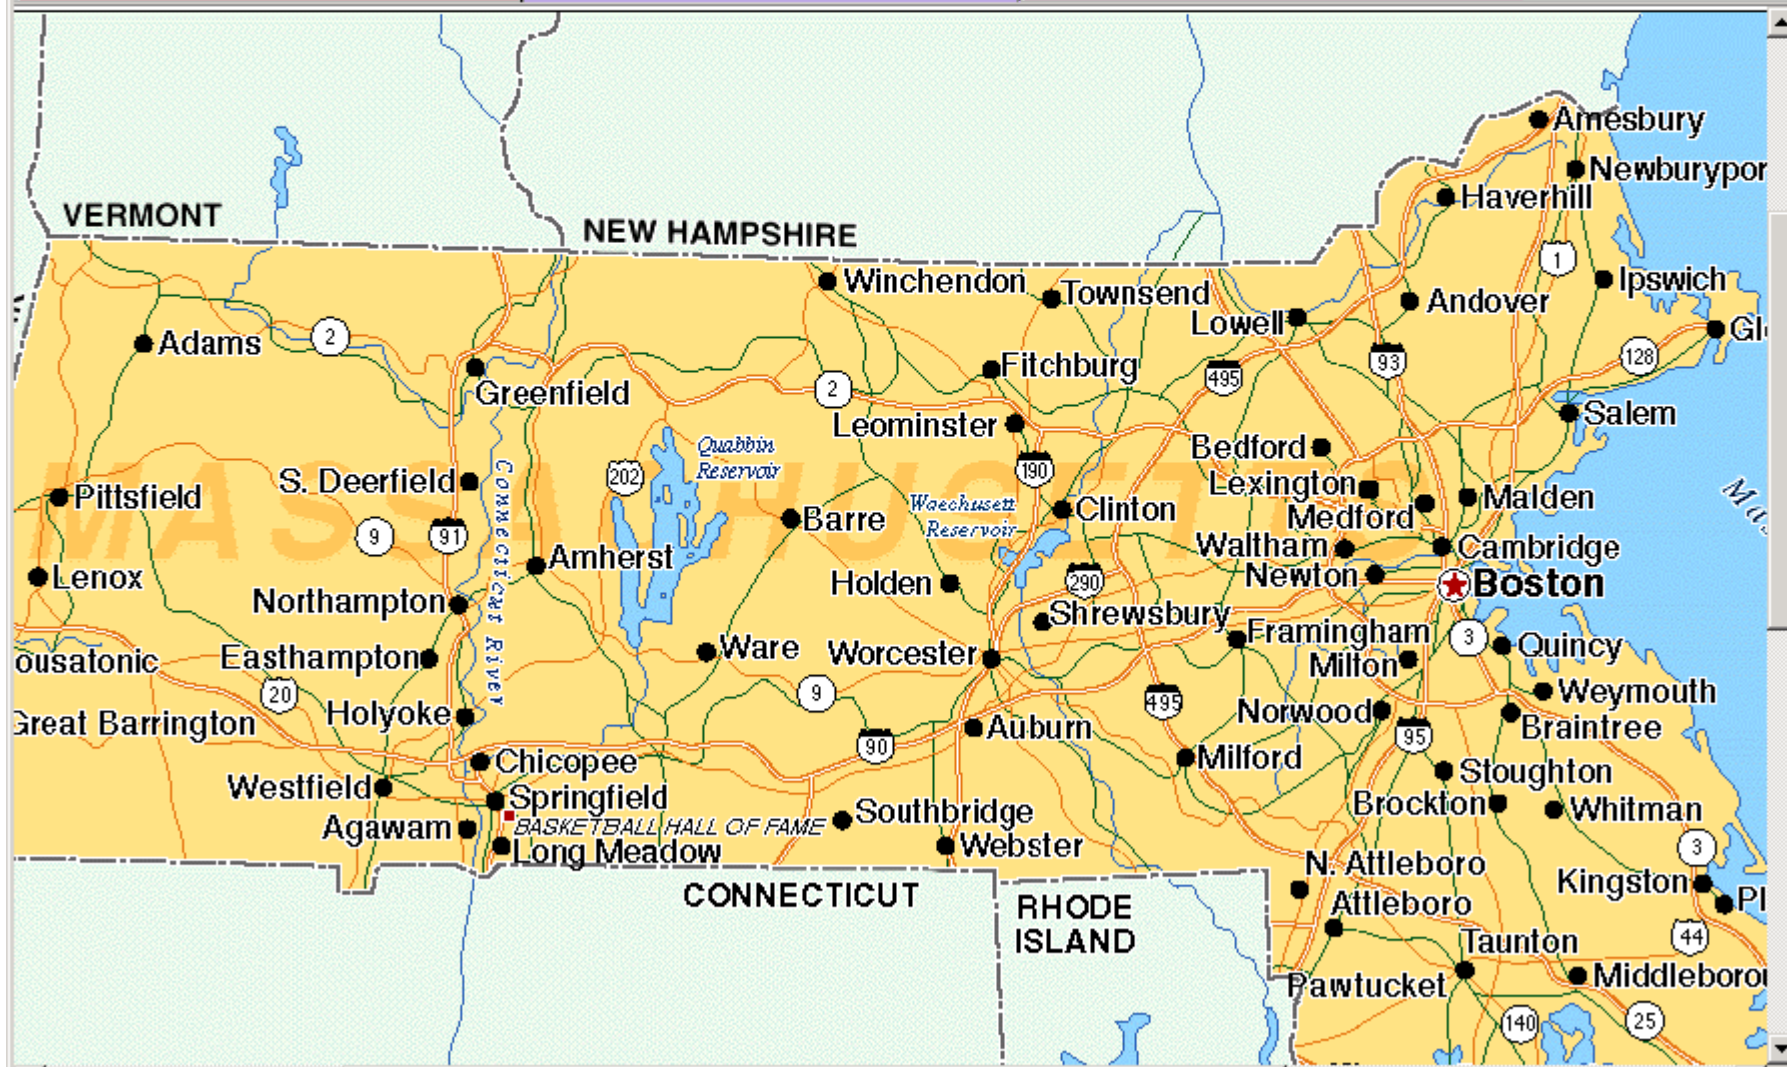 Amesbury
Newburypor
Haverhill
VERMONT
NEW HAMPSHIRE
1
Winchendon
Ipswich
Townsend
Andover
Lowell
Gl
Adams
2
128
93
Fitchburg
495
Greenfield
2
Salem
Leominster
Quabbin
Reservoir
Bedford
190
202
S. Deerfield
Lexington
Pittsfield
Malden
Mas
MASSACHUSETTS
Waechusett
Reservoir
Clinton
Medford
Barre
9
91
Connecticut River
Waltham
Cambridge
Amherst
Lenox
Holden
290
Newton
Boston
Northampton
Shrewsbury
Framingham
3
Quincy
ousatonic
Easthampton
Ware
Worcester
Milton
20
9
495
Weymouth
Great Barrington
Holyoke
Norwood
Auburn
Braintree
90
95
Chicopee
Milford
Stoughton
Westfield
Springfield
Brockton
Whitman
Southbridge
Agawam
BASKETBALL HALL OF FAME
Long Meadow
Webster
3
N. Attleboro
Kingston
CONNECTICUT
RHODE
ISLAND
Attleboro
Pl
44
Taunton
Middleboro
Pawtucket
140
25